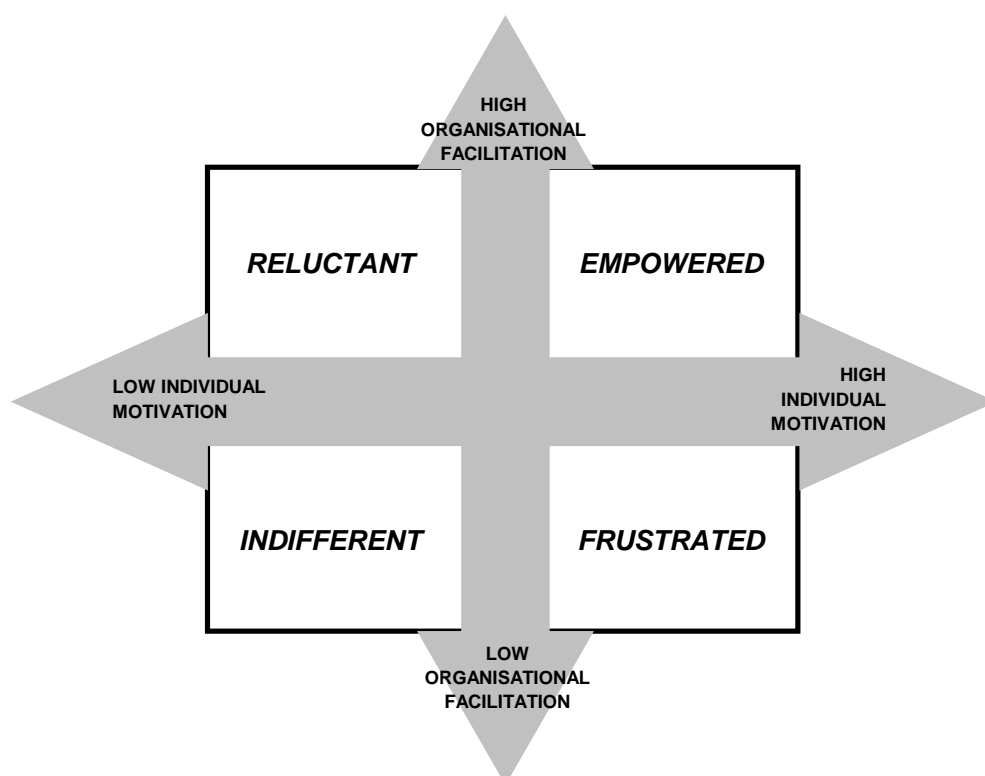 HIGH
ORGANISATIONAL
FACILITATION
RELUCTANT
EMPOWERED
LOW INDIVIDUAL
MOTIVATION
HIGH
INDIVIDUAL
MOTIVATION
INDIFFERENT
FRUSTRATED
LOW
ORGANISATIONAL
FACILITATION